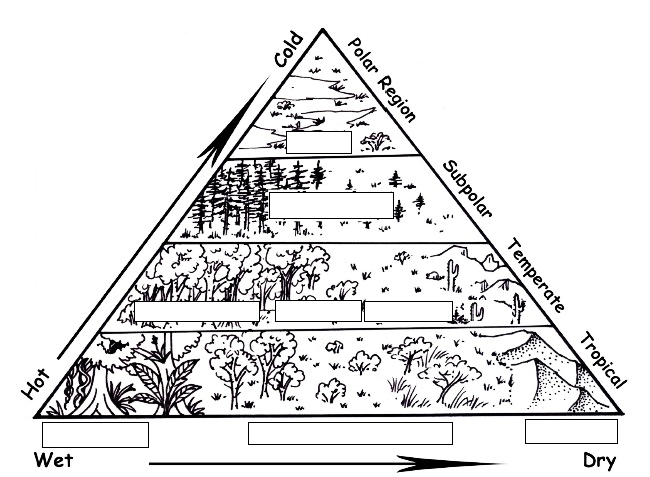 Cold
Polar Region
Subpolar
Temperate
Tropical
Hot
Wet
Dry